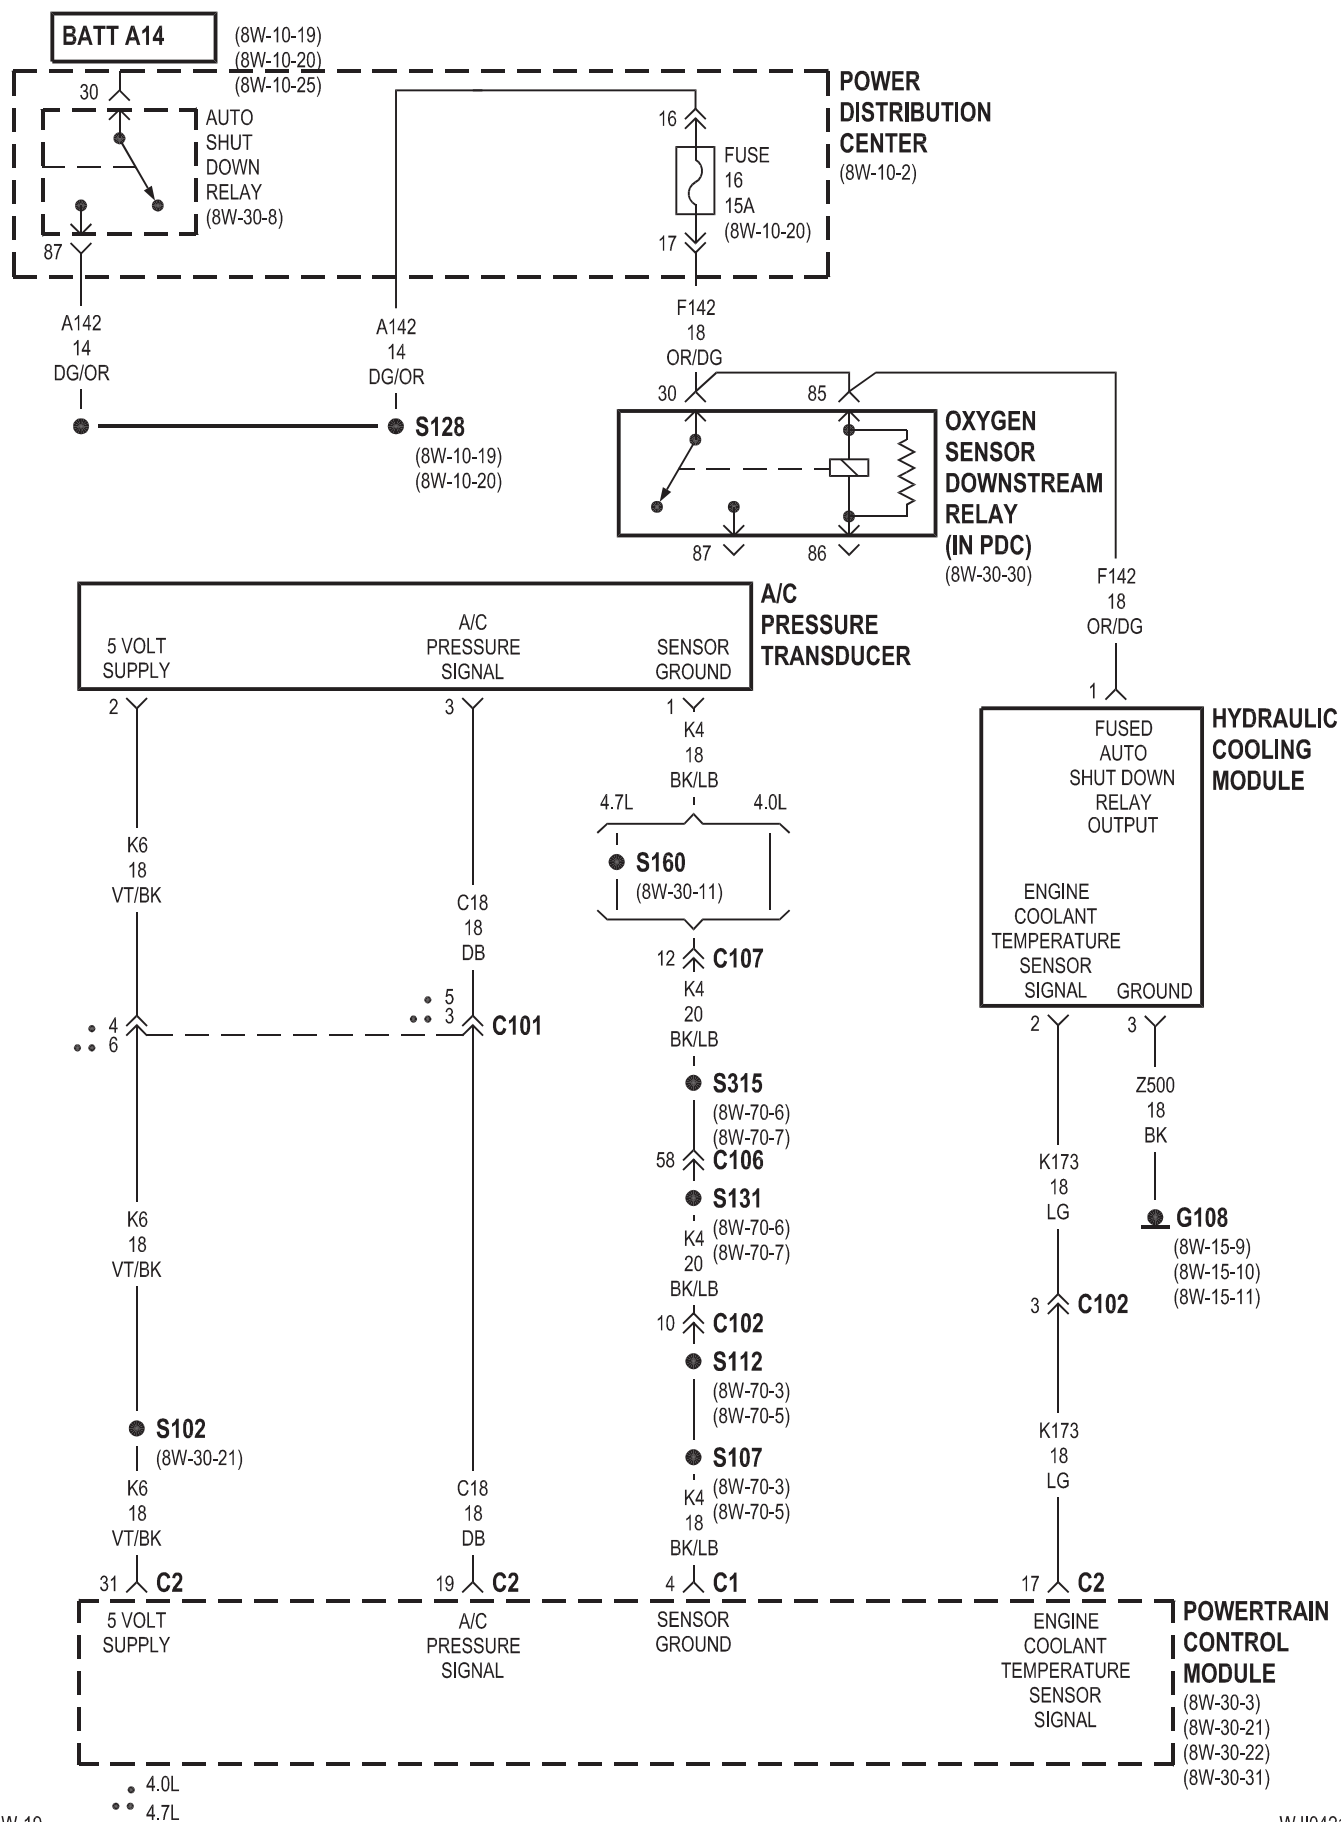 BATT A14
(8W-10-19)
(8W-10-20)
(8W-10-25)
30
AUTO
SHUT
DOWN
RELAY
(8W-30-8)
87
16
FUSE
16
15A
(8W-10-20)
17
POWER
DISTRIBUTION
CENTER
(8W-10-2)
A142
14
DG/OR
A142
14
DG/OR
S128
(8W-10-19)
(8W-10-20)
F142
18
OR/DG
30
85
87
86
OXYGEN
SENSOR
DOWNSTREAM
RELAY
(IN PDC)
(8W-30-30)
F142
18
OR/DG
A/C
PRESSURE
TRANSDUCER
5 VOLT
SUPPLY
A/C
PRESSURE
SIGNAL
SENSOR
GROUND
2
3
1
K4
18
BK/LB
4.7L
4.0L
S160
(8W-30-11)
1
HYDRAULIC
COOLING
MODULE
FUSED
AUTO
SHUT DOWN
RELAY
OUTPUT
ENGINE
COOLANT
TEMPERATURE
SENSOR
SIGNAL
GROUND
2
3
K6
18
VT/BK
C18
18
DB
12
C107
K4
20
BK/LB
5
3
C101
4
6
S315
(8W-70-6)
(8W-70-7)
58
C106
S131
(8W-70-6)
(8W-70-7)
K4
20
BK/LB
Z500
18
BK
K173
18
LG
G108
(8W-15-9)
(8W-15-10)
(8W-15-11)
K6
18
VT/BK
10
C102
3
C102
S112
(8W-70-3)
(8W-70-5)
S102
(8W-30-21)
S107
(8W-70-3)
(8W-70-5)
K173
18
LG
K6
18
VT/BK
C18
18
DB
K4
18
BK/LB
31
C2
19
C2
4
C1
17
C2
5 VOLT
SUPPLY
A/C
PRESSURE
SIGNAL
SENSOR
GROUND
ENGINE
COOLANT
TEMPERATURE
SENSOR
SIGNAL
POWERTRAIN
CONTROL
MODULE
(8W-30-3)
(8W-30-21)
(8W-30-22)
(8W-30-31)
4.0L
4.7L